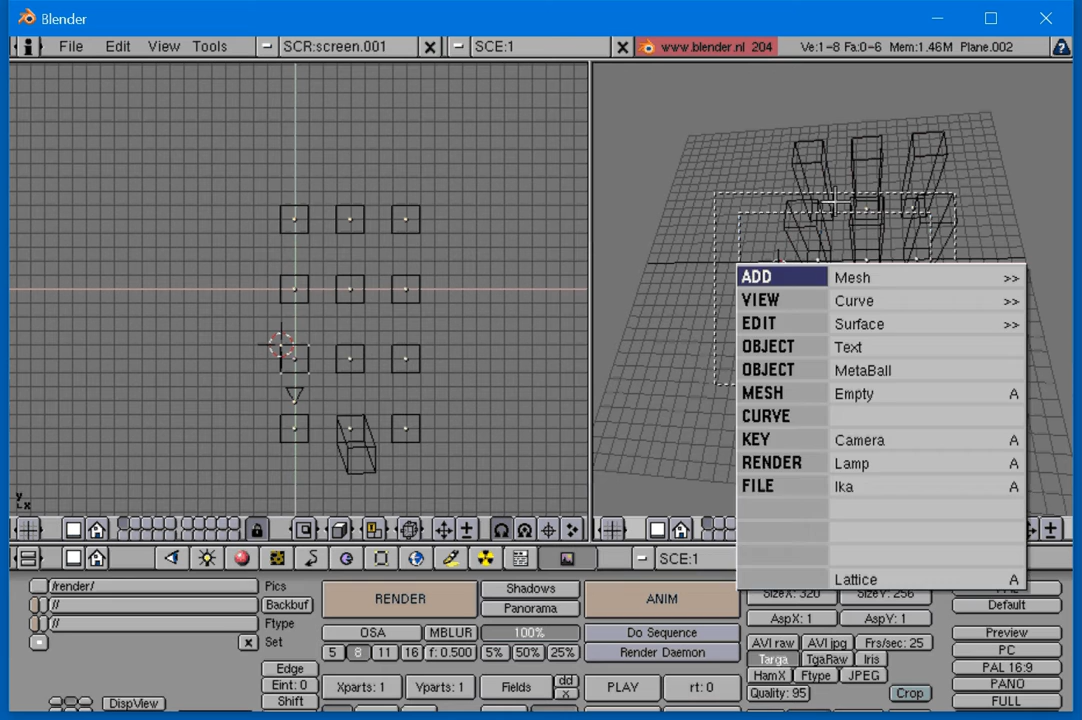 Blender
File Edit View Tools SCR:screen.001 SCE:1 www.blender.nl 204 Ve:1-8 Fa:0-6 Mem:1.46M Plane.002
ADD Mesh >>
VIEW Curve >>
EDIT Surface >>
OBJECT Text
OBJECT MetaBall
MESH Empty A
CURVE
KEY Camera A
RENDER Lamp A
FILE Ika A
Lattice A
y
x
SCE:1
/render/ Pics
// Backbuf
// Ftype
Set
Edge
Eint: 0
Shift
DispView
RENDER
Shadows
Panorama
OSA MBLUR 100%
5 8 11 16 f: 0.500 5% 50% 25%
Xparts: 1 Yparts: 1 Fields dd
x
ANIM
Do Sequence
Render Daemon
PLAY rt: 0
SizeX: 320 SizeY: 256
AspX: 1 AspY: 1
AVI raw AVI jpg Frs/sec: 25
Targa TgaRaw Iris
HamX Ftype JPEG
Quality: 95 Crop
Default
Preview
PC
PAL 16:9
PANO
FULL